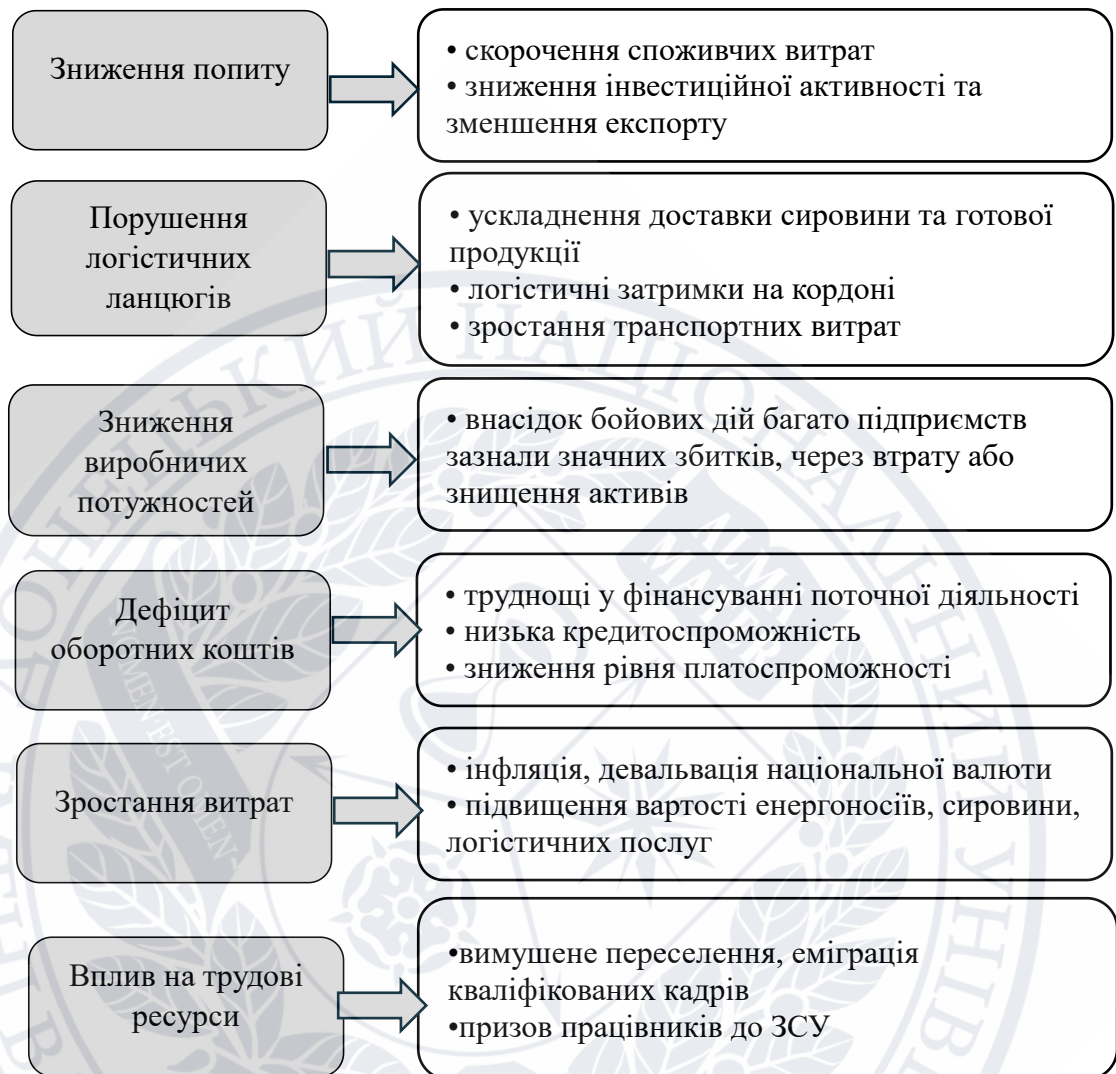 Зниження попиту
• скорочення споживчих витрат
• зниження інвестиційної активності та
зменшення експорту
Порушення
логістичних
ланцюгів
• ускладнення доставки сировини та готової
продукції
• логістичні затримки на кордоні
• зростання транспортних витрат
Зниження
виробничих
потужностей
• внасідок бойових дій багато підприємств
зазнали значних збитків, через втрату або
знищення активів
Дефіцит
оборотних коштів
• труднощі у фінансуванні поточної діяльності
• низька кредитоспроможність
• зниження рівня платоспроможності
Зростання витрат
• інфляція, девальвація національної валюти
• підвищення вартості енергоносіїв, сировини,
логістичних послуг
Вплив на трудові
ресурси
•вимушене переселення, еміграція
кваліфікованих кадрів
•призов працівників до ЗСУ